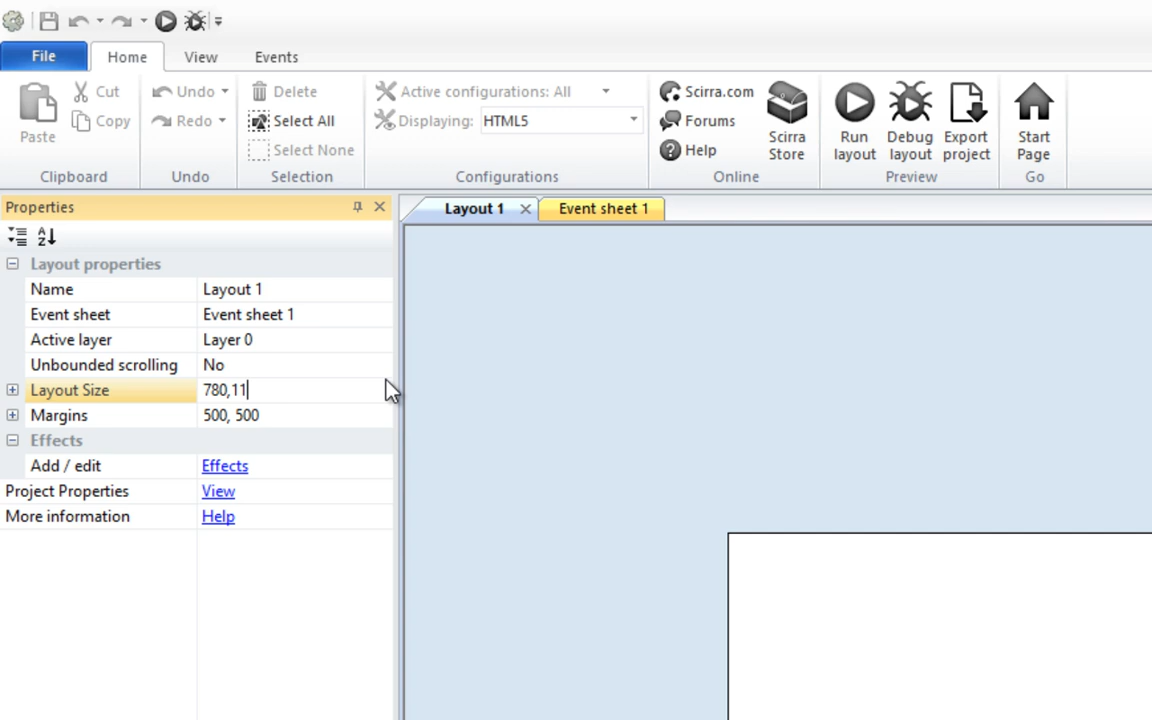 File
Home
View
Events
Paste
Cut
Copy
Clipboard
Undo
Redo
Undo
Delete
Select All
Select None
Selection
Active configurations: All
Displaying: HTML5
Configurations
Scirra.com
Forums
Help
Scirra
Store
Online
Run
layout
Debug
layout
Export
project
Preview
Start
Page
Go
Properties
Layout 1
Event sheet 1
A
Z
Layout properties
Name Layout 1
Event sheet Event sheet 1
Active layer Layer 0
Unbounded scrolling No
Layout Size 780,11
Margins 500, 500
Effects
Add / edit Effects
Project Properties View
More information Help